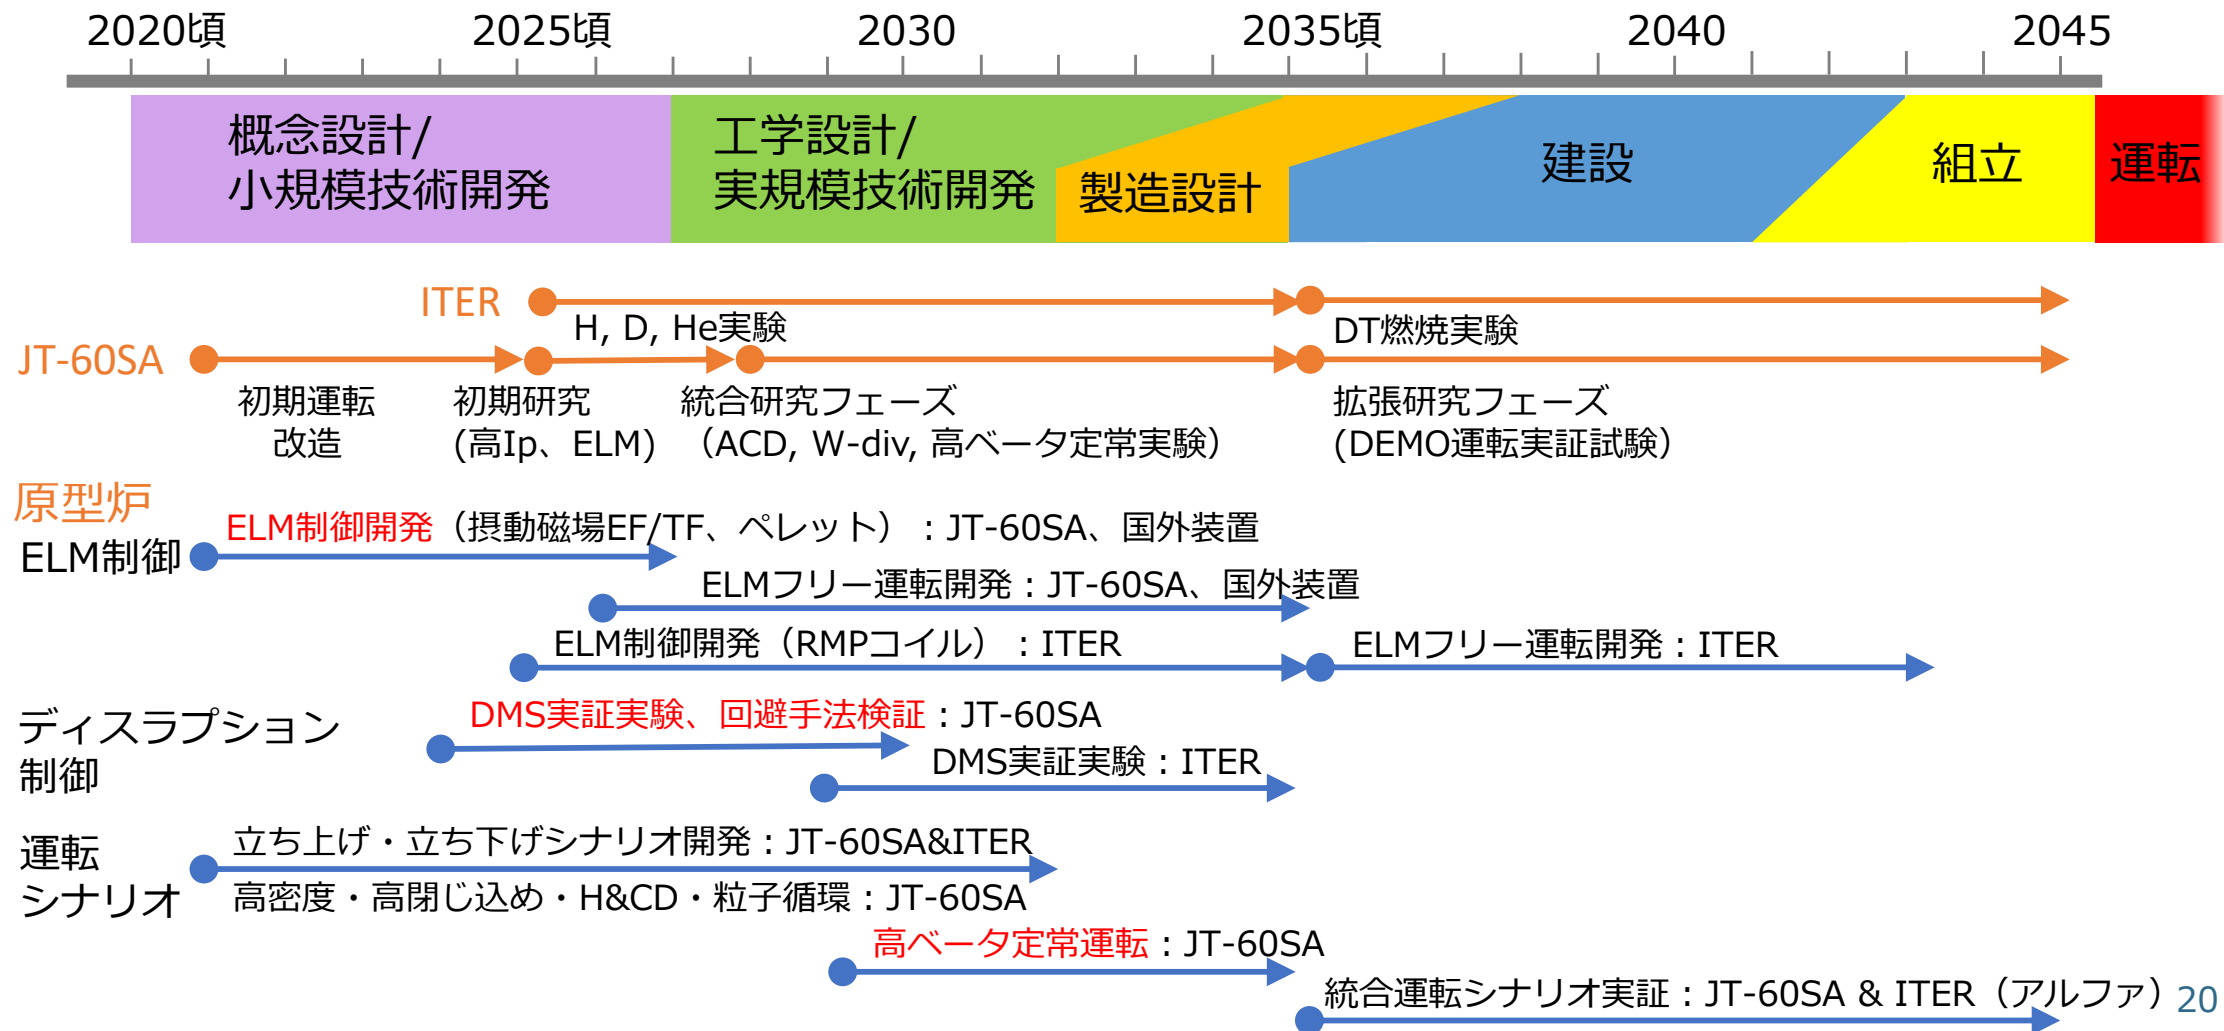 2020頃 2025頃 2030 2035頃 2040 2045
概念設計/
小規模技術開発
工学設計/
実規模技術開発
製造設計
建設
組立
運転
ITER
H, D, He実験
DT燃焼実験
JT-60SA
初期運転
改造
初期研究
(高Ip、ELM)
統合研究フェーズ
（ACD, W-div, 高ベータ定常実験）
拡張研究フェーズ
(DEMO運転実証試験）
原型炉
ELM制御
ELM制御開発（摂動磁場EF/TF、ペレット）：JT-60SA、国外装置
ELMフリー運転開発：JT-60SA、国外装置
ELM制御開発（RMPコイル）：ITER
ELMフリー運転開発：ITER
ディスラプション
制御
DMS実証実験、回避手法検証：JT-60SA
DMS実証実験：ITER
運転
シナリオ
立ち上げ・立ち下げシナリオ開発：JT-60SA&ITER
高密度・高閉じ込め・H&CD・粒子循環：JT-60SA
高ベータ定常運転：JT-60SA
統合運転シナリオ実証：JT-60SA & ITER（アルファ）
20